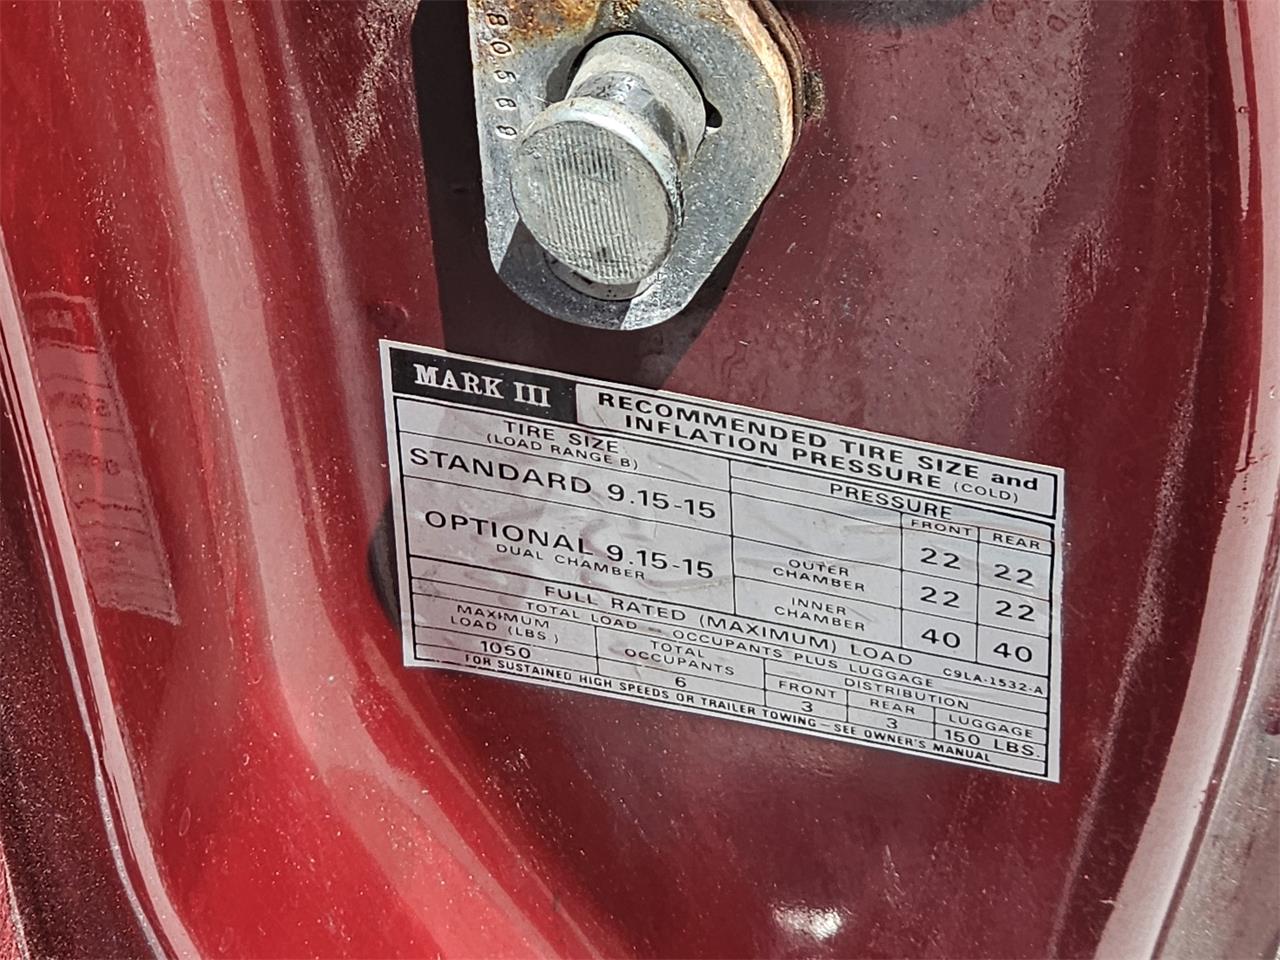 80588
MARK III
RECOMMENDED TIRE SIZE and
INFLATION PRESSURE (COLD)
TIRE SIZE
(LOAD RANGE B)
PRESSURE
FRONT
REAR
STANDARD 9.15-15
22
22
OPTIONAL 9.15-15
DUAL CHAMBER
OUTER
CHAMBER
22
22
INNER
CHAMBER
40
40
FULL RATED (MAXIMUM) LOAD
C9LA-1532-A
TOTAL LOAD - OCCUPANTS PLUS LUGGAGE
MAXIMUM
LOAD (LBS)
TOTAL
OCCUPANTS
DISTRIBUTION
FRONT
REAR
LUGGAGE
1050
6
3
3
150 LBS.
FOR SUSTAINED HIGH SPEEDS OR TRAILER TOWING - SEE OWNER'S MANUAL